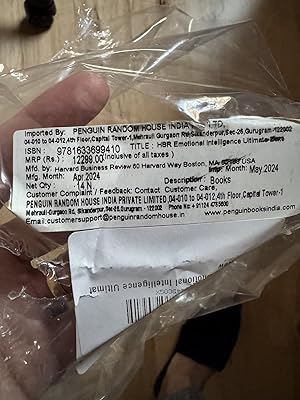 Imported By: PENGUIN RANDOM HOUSE INDIA PVT. LTD.
04-010 to 04-012,4th Floor,Capital Tower-1,Mehrauli Gurgaon Rd, Sikanderpur,Sec-26,Gurugram-122002
ISBN : 9781633699410 TITLE : HBR Emotional Intelligence Ultimate
MRP (Rs.) : 12299.00(Inclusive of all taxes )
Mfg. by: Harvard Business Review 60 Harvard Way Boston, MA USA
Mfg. Month: Apr.2024 Month: May.2024
Net Qty : 14 N Description: Books
Customer Complaint / Feedback: Contact Customer Care,
PENGUIN RANDOM HOUSE INDIA PRIVATE LIMITED,04-010 to 04-012,4th Floor,Capital Tower-1
Mehrauli-Gurgaon Rd, Sikanderpur, Sec-26, Gurugram - 122002 Phone No.: + 91124 4785600
Email:customersupport@penguinrandomhouse.in www.penguinbooksindia.com
otional Intelligence Ultimat